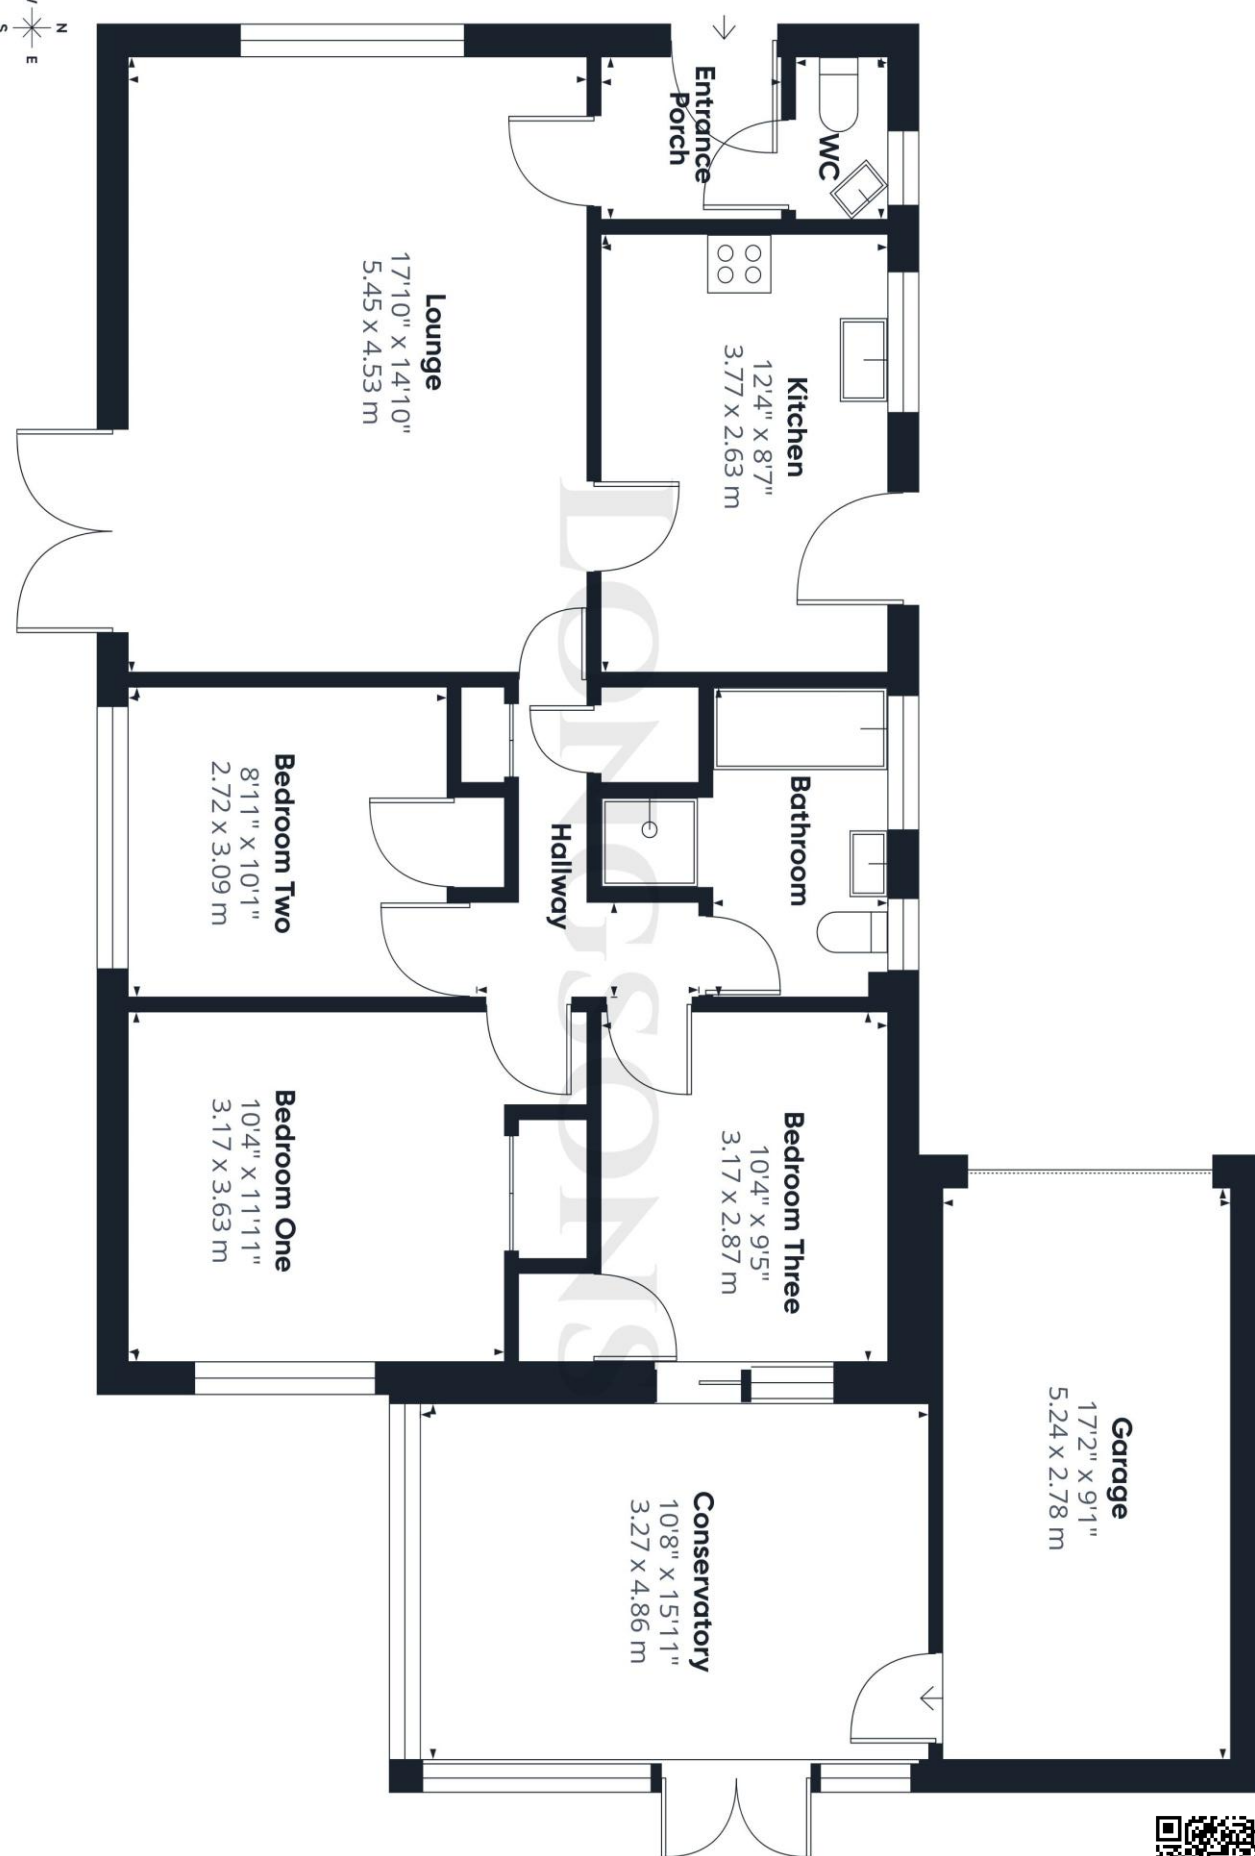 N
E
S
Entrance
Porch
WC
Lounge
17'10" x 14'10"
5.45 x 4.53 m
Kitchen
12'4" x 8'7"
3.77 x 2.63 m
Bathroom
Hallway
Bedroom Two
8'11" x 10'1"
2.72 x 3.09 m
Bedroom One
10'4" x 11'11"
3.17 x 3.63 m
Bedroom Three
10'4" x 9'5"
3.17 x 2.87 m
Garage
17'2" x 9'1"
5.24 x 2.78 m
Conservatory
10'8" x 15'11"
3.27 x 4.86 m
LONGSONS